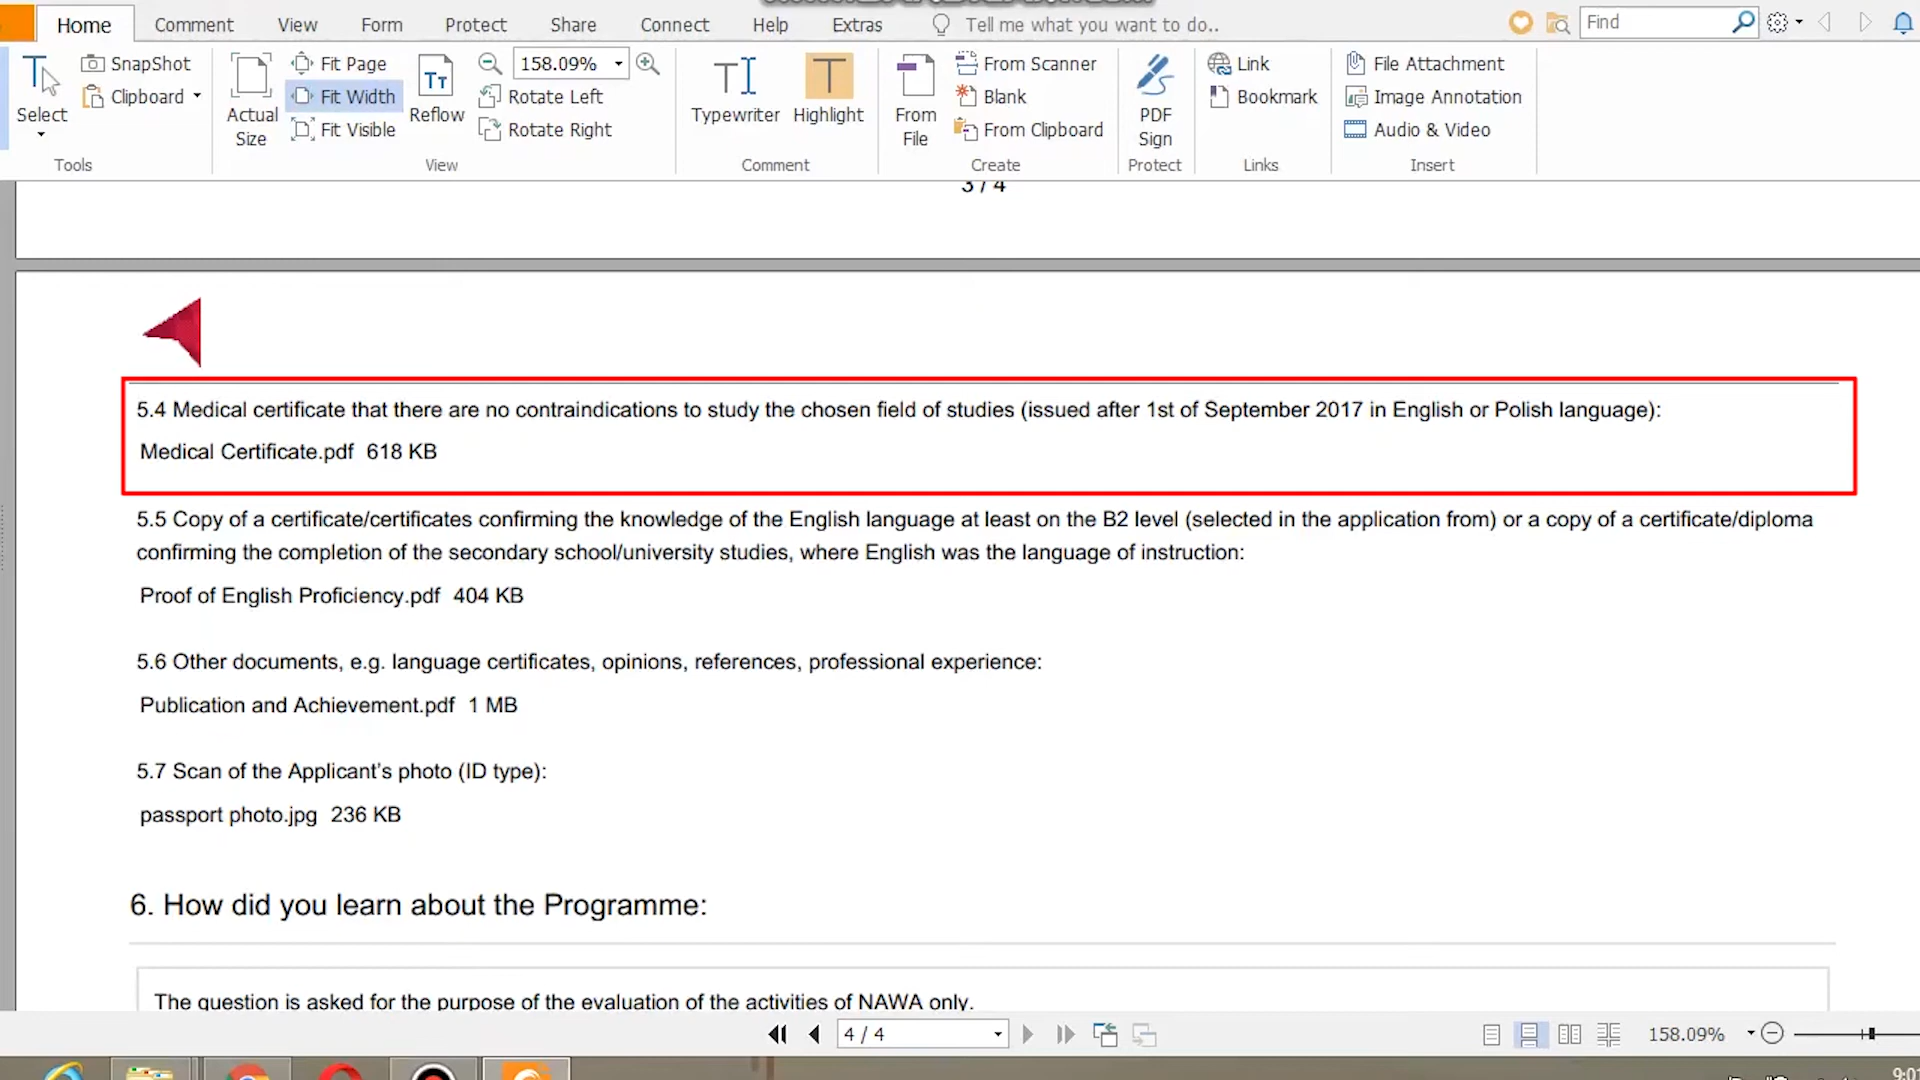 Home Comment View Form Protect Share Connect Help Extras Tell me what you want to do.. Find
SnapShot Fit Page 158.09% From Scanner Link File Attachment
Select Clipboard Actual Size Fit Width Reflow Rotate Left Typewriter Highlight From File Blank PDF Sign Bookmark Image Annotation
Fit Visible Rotate Right From Clipboard Audio & Video
Tools View Comment Create Protect Links Insert
3 / 4
5.4 Medical certificate that there are no contraindications to study the chosen field of studies (issued after 1st of September 2017 in English or Polish language):
Medical Certificate.pdf 618 KB
5.5 Copy of a certificate/certificates confirming the knowledge of the English language at least on the B2 level (selected in the application from) or a copy of a certificate/diploma
confirming the completion of the secondary school/university studies, where English was the language of instruction:
Proof of English Proficiency.pdf 404 KB
5.6 Other documents, e.g. language certificates, opinions, references, professional experience:
Publication and Achievement.pdf 1 MB
5.7 Scan of the Applicant's photo (ID type):
passport photo.jpg 236 KB
6. How did you learn about the Programme:
The question is asked for the purpose of the evaluation of the activities of NAWA only.
4 / 4 158.09%